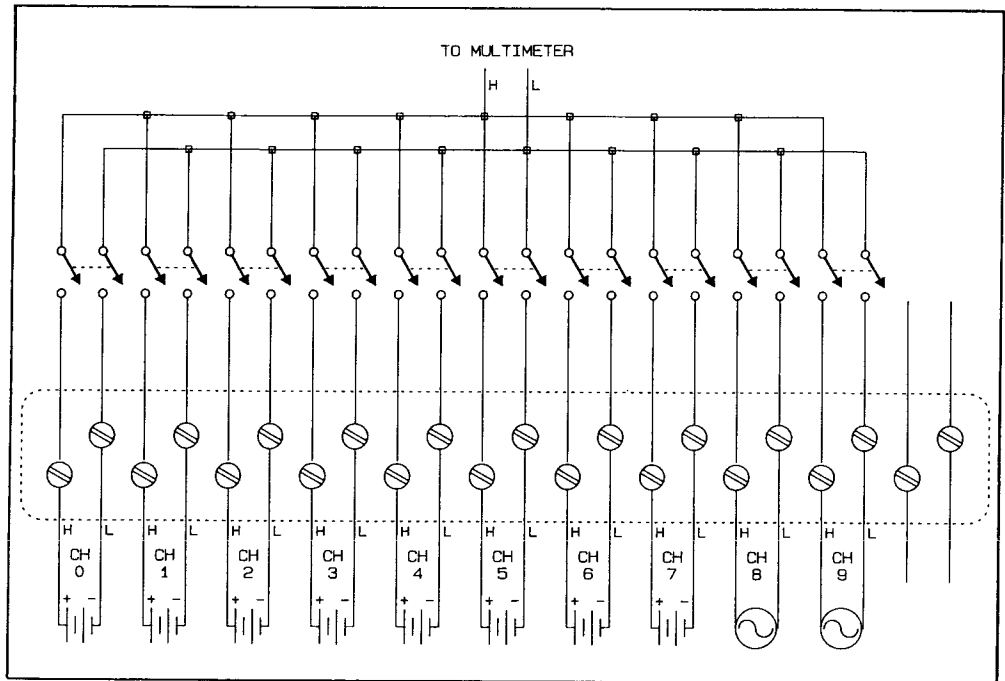 TO MULTIMETER
H L
H L H L H L H L H L H L H L H L H L H L
CH CH CH CH CH CH CH CH CH CH
0 1 2 3 4 5 6 7 8 9
+ − + − + − + − + − + − + − + −